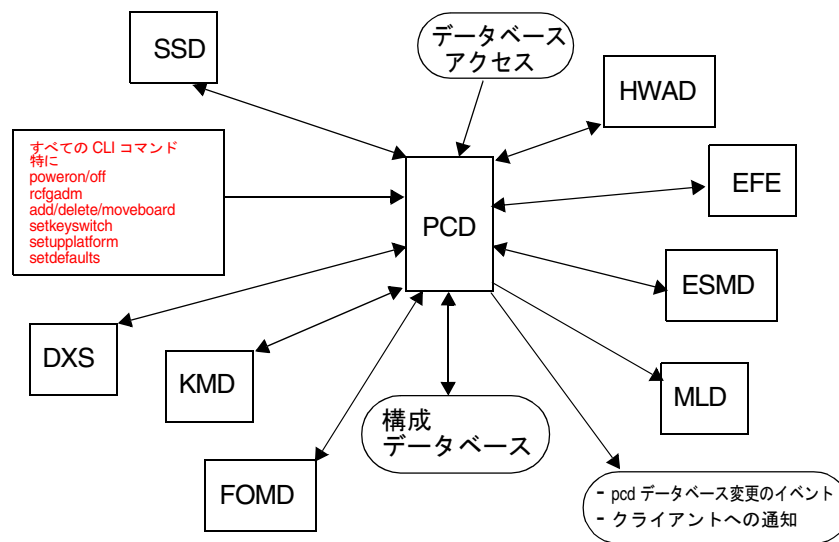 SSD
データベース
アクセス
HWAD
すべての CLI コマンド
特に
poweron/off
rcfgadm
add/delete/moveboard
setkeyswitch
setupplatform
setdefaults
PCD
EFE
ESMD
DXS
KMD
MLD
構成
データベース
FOMD
- pcd データベース変更のイベント
- クライアントへの通知